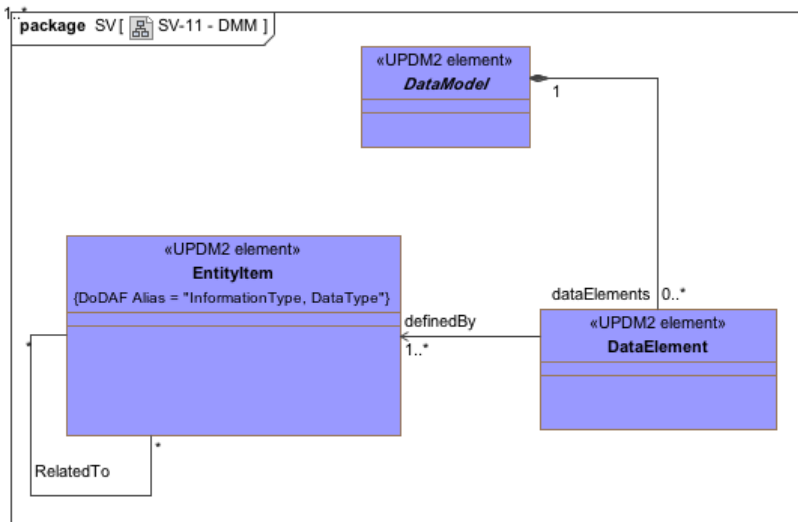 1..*
package SV [ SV-11 - DMM ]
«UPDM2 element»
DataModel
1
«UPDM2 element»
EntityItem
{DoDAF Alias = "InformationType, DataType"}
dataElements 0..*
definedBy
1..*
«UPDM2 element»
DataElement
*
*
RelatedTo